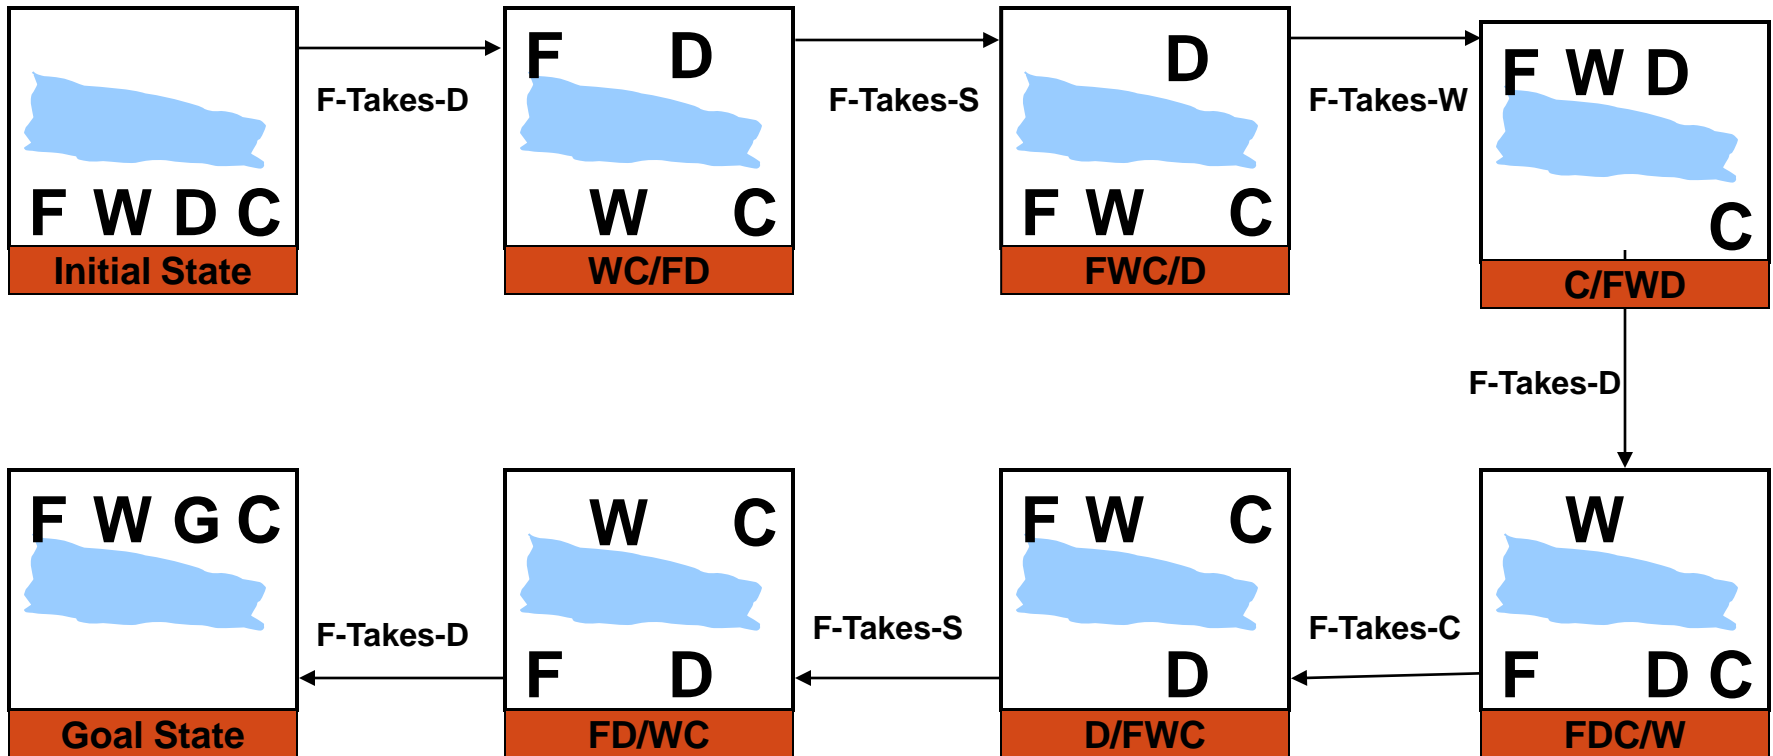 F W D C
Initial State
F-Takes-D
F D
W C
WC/FD
F-Takes-S
D
F W C
FWC/D
F-Takes-W
F W D
C
C/FWD
F-Takes-D
W
F D C
FDC/W
F-Takes-C
F W C
D
D/FWC
F-Takes-S
W C
F D
FD/WC
F-Takes-D
F W G C
Goal State